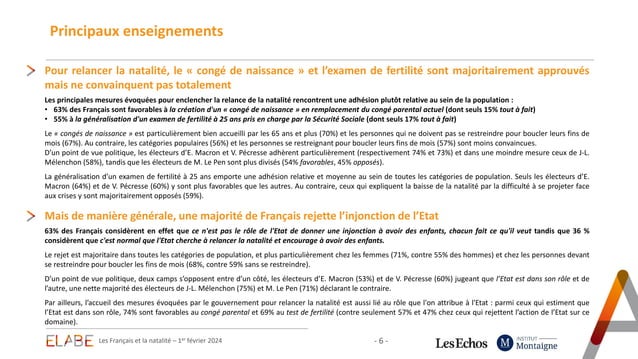 Principaux enseignements
Pour relancer la natalité, le « congé de naissance » et l'examen de fertilité sont majoritairement approuvés
mais ne convainquent pas totalement
Les principales mesures évoquées pour enclencher la relance de la natalité rencontrent une adhésion plutôt relative au sein de la population :
• 63% des Français sont favorables à la création d'un « congé de naissance » en remplacement du congé parental actuel (dont seuls 15% tout à fait)
• 55% à la généralisation d'un examen de fertilité à 25 ans pris en charge par la Sécurité Sociale (dont seuls 17% tout à fait)
Le « congés de naissance » est particulièrement bien accueilli par les 65 ans et plus (70%) et les personnes qui ne doivent pas se restreindre pour boucler leurs fins de
mois (67%). Au contraire, les catégories populaires (56%) et les personnes se restreignant pour boucler leurs fins de mois (57%) sont moins convaincues.
D'un point de vue politique, les électeurs d'E. Macron et V. Pécresse adhèrent particulièrement (respectivement 74% et 73%) et dans une moindre mesure ceux de J-L.
Mélenchon (58%), tandis que les électeurs de M. Le Pen sont plus divisés (54% favorables, 45% opposés).
La généralisation d'un examen de fertilité à 25 ans emporte une adhésion relative et moyenne au sein de toutes les catégories de population. Seuls les électeurs d'E.
Macron (64%) et de V. Pécresse (60%) y sont plus favorables que les autres. Au contraire, ceux qui expliquent la baisse de la natalité par la difficulté à se projeter face
aux crises y sont majoritairement opposés (59%).
Mais de manière générale, une majorité de Français rejette l'injonction de l'Etat
63% des Français considèrent en effet que ce n'est pas le rôle de l'Etat de donner une injonction à avoir des enfants, chacun fait ce qu'il veut tandis que 36 %
considèrent que c'est normal que l'Etat cherche à relancer la natalité et encourage à avoir des enfants.
Le rejet est majoritaire dans toutes les catégories de population, et plus particulièrement chez les femmes (71%, contre 55% des hommes) et chez les personnes devant
se restreindre pour boucler les fins de mois (68%, contre 59% sans se restreindre).
D'un point de vue politique, deux camps s'opposent entre d'un côté, les électeurs d'E. Macron (53%) et de V. Pécresse (60%) jugeant que l'Etat est dans son rôle et de
l'autre, une nette majorité des électeurs de J-L. Mélenchon (75%) et M. Le Pen (71%) déclarant le contraire.
Par ailleurs, l'accueil des mesures évoquées par le gouvernement pour relancer la natalité est aussi lié au rôle que l'on attribue à l'Etat : parmi ceux qui estiment que
l'Etat est dans son rôle, 74% sont favorables au congé parental et 69% au test de fertilité (contre seulement 57% et 47% chez ceux qui rejettent l'action de l'Etat sur ce
domaine).
ELABE
Les Français et la natalité – 1er février 2024
- 6 -
Les Echos
INSTITUT
Montaigne